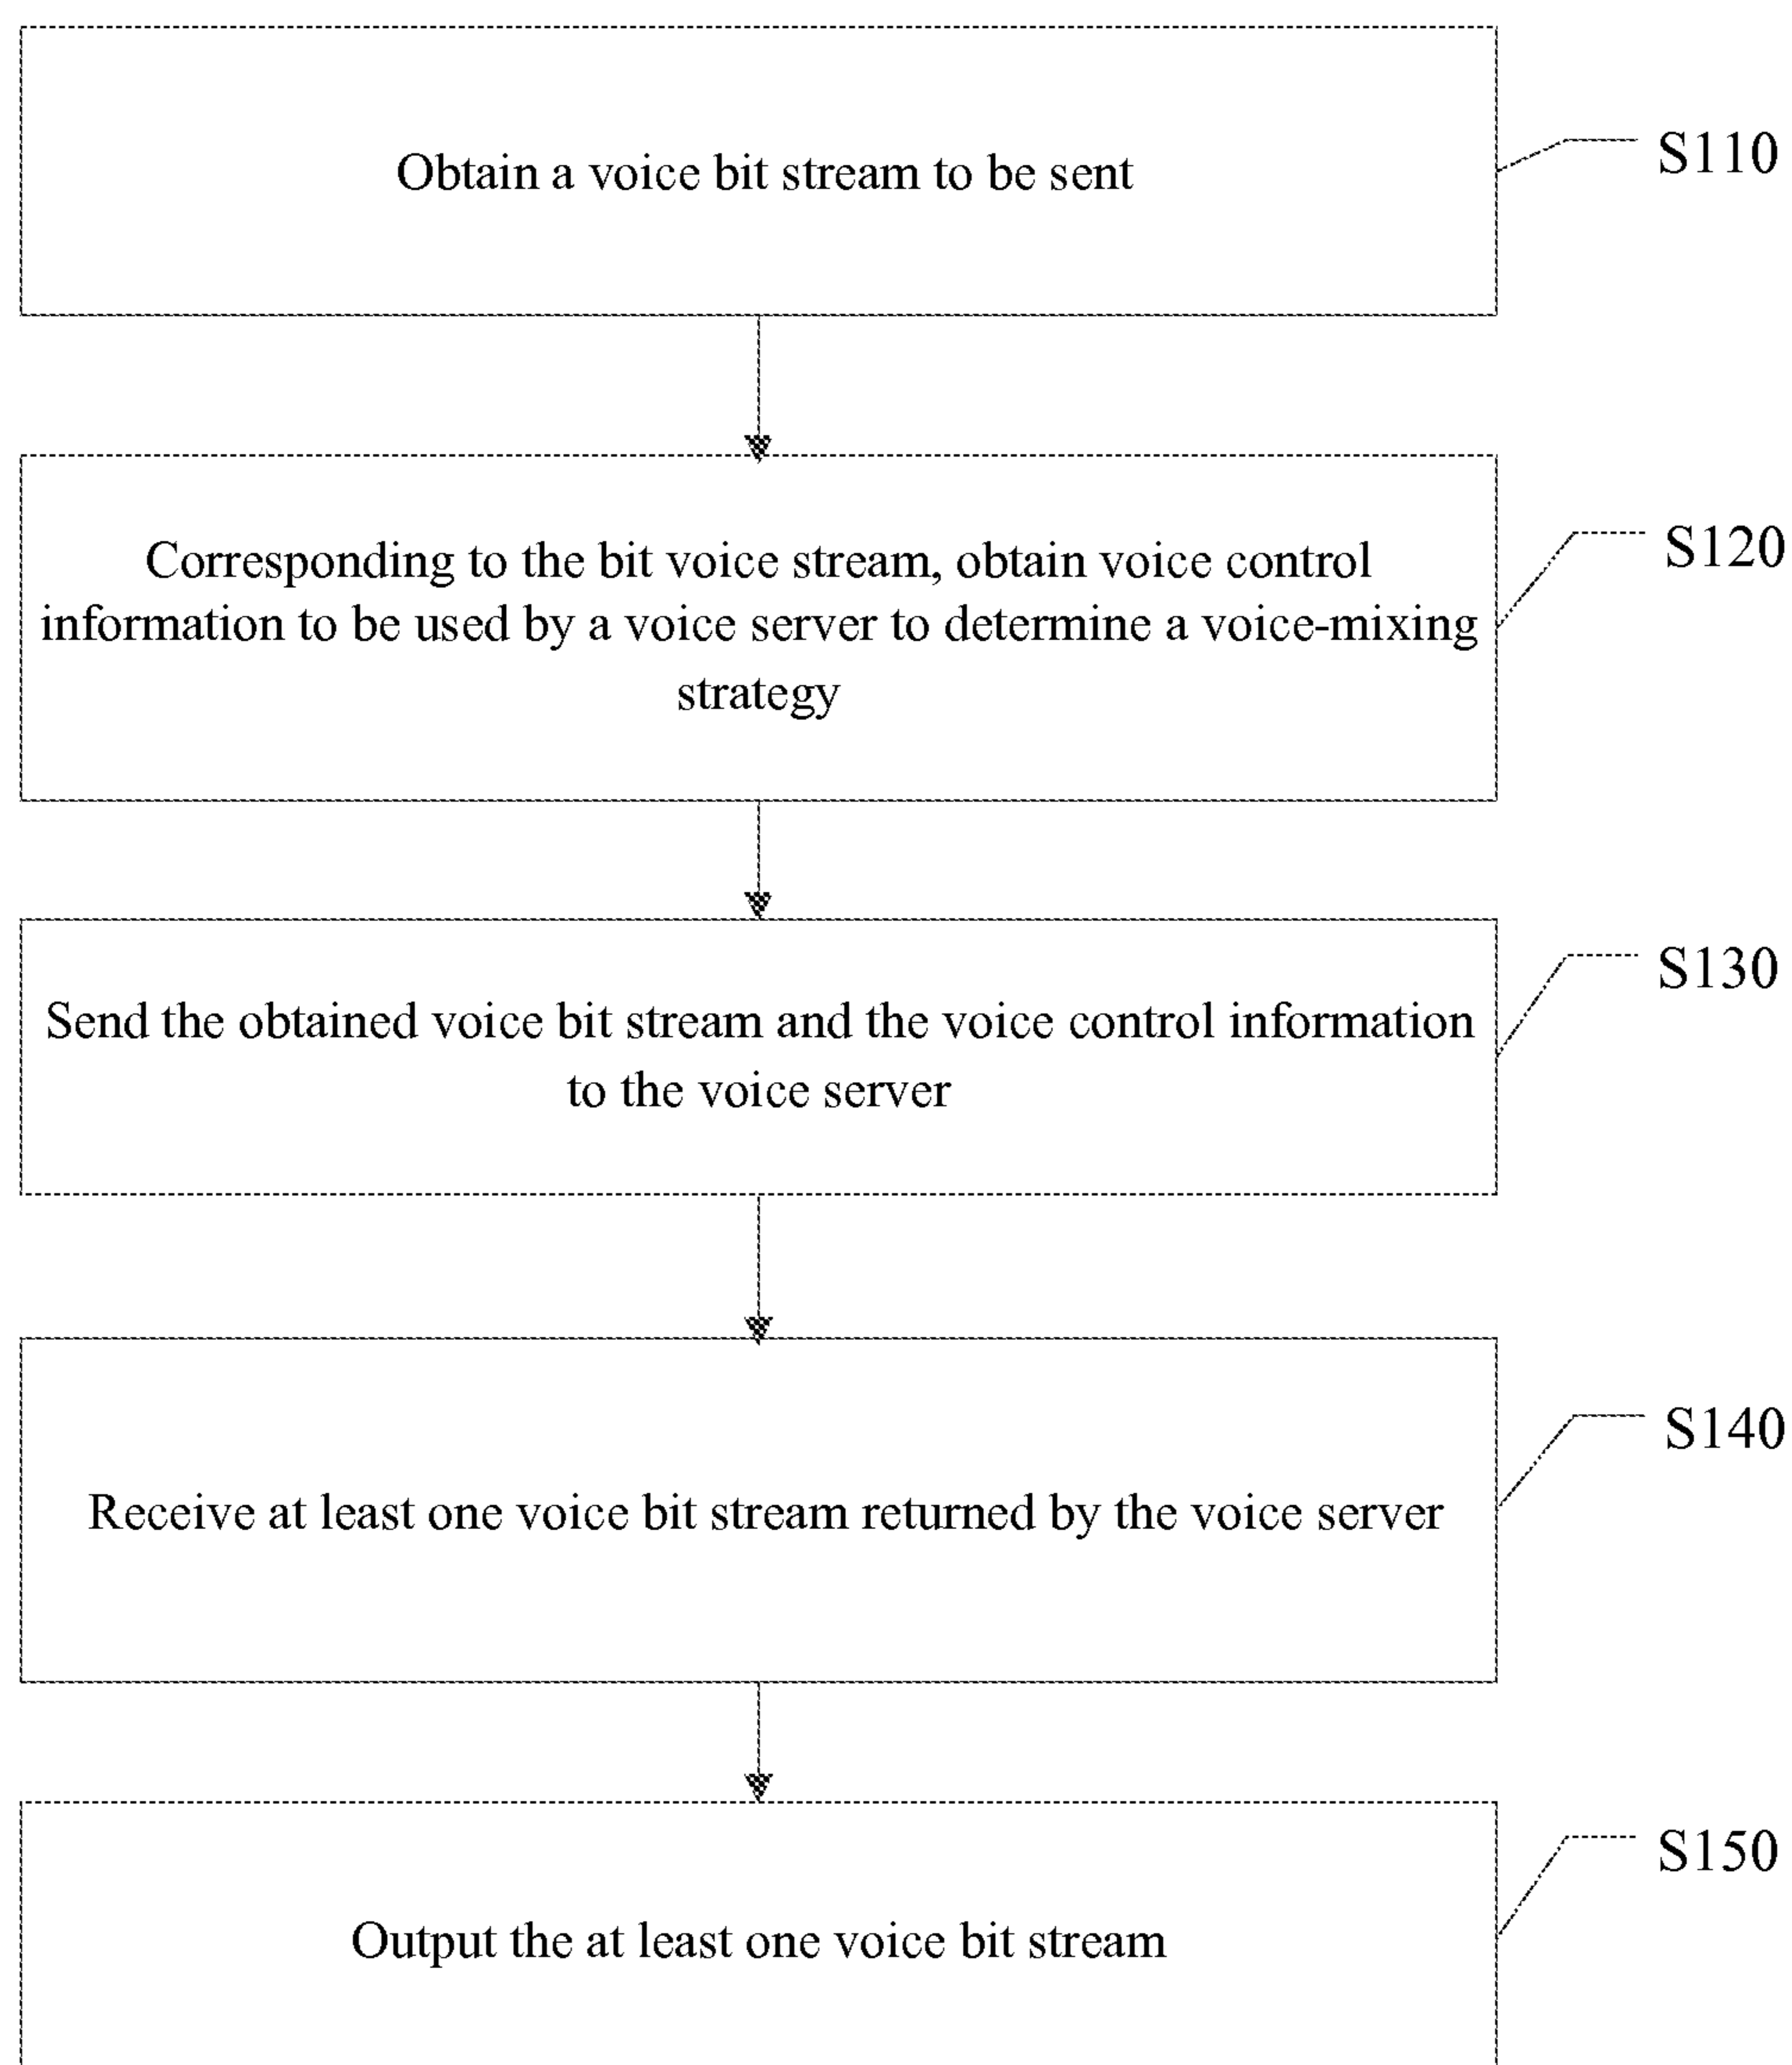 Obtain a voice bit stream to be sent
S110
Corresponding to the bit voice stream, obtain voice control
information to be used by a voice server to determine a voice-mixing
strategy
S120
Send the obtained voice bit stream and the voice control information
to the voice server
S130
Receive at least one voice bit stream returned by the voice server
S140
Output the at least one voice bit stream
S150